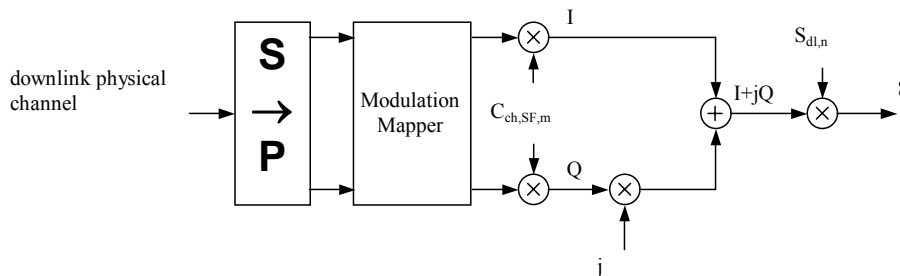 downlink physical
channel
S
→
P
Modulation
Mapper
I
C_ch,SF,m
Q
j
I+jQ
S_dl,n